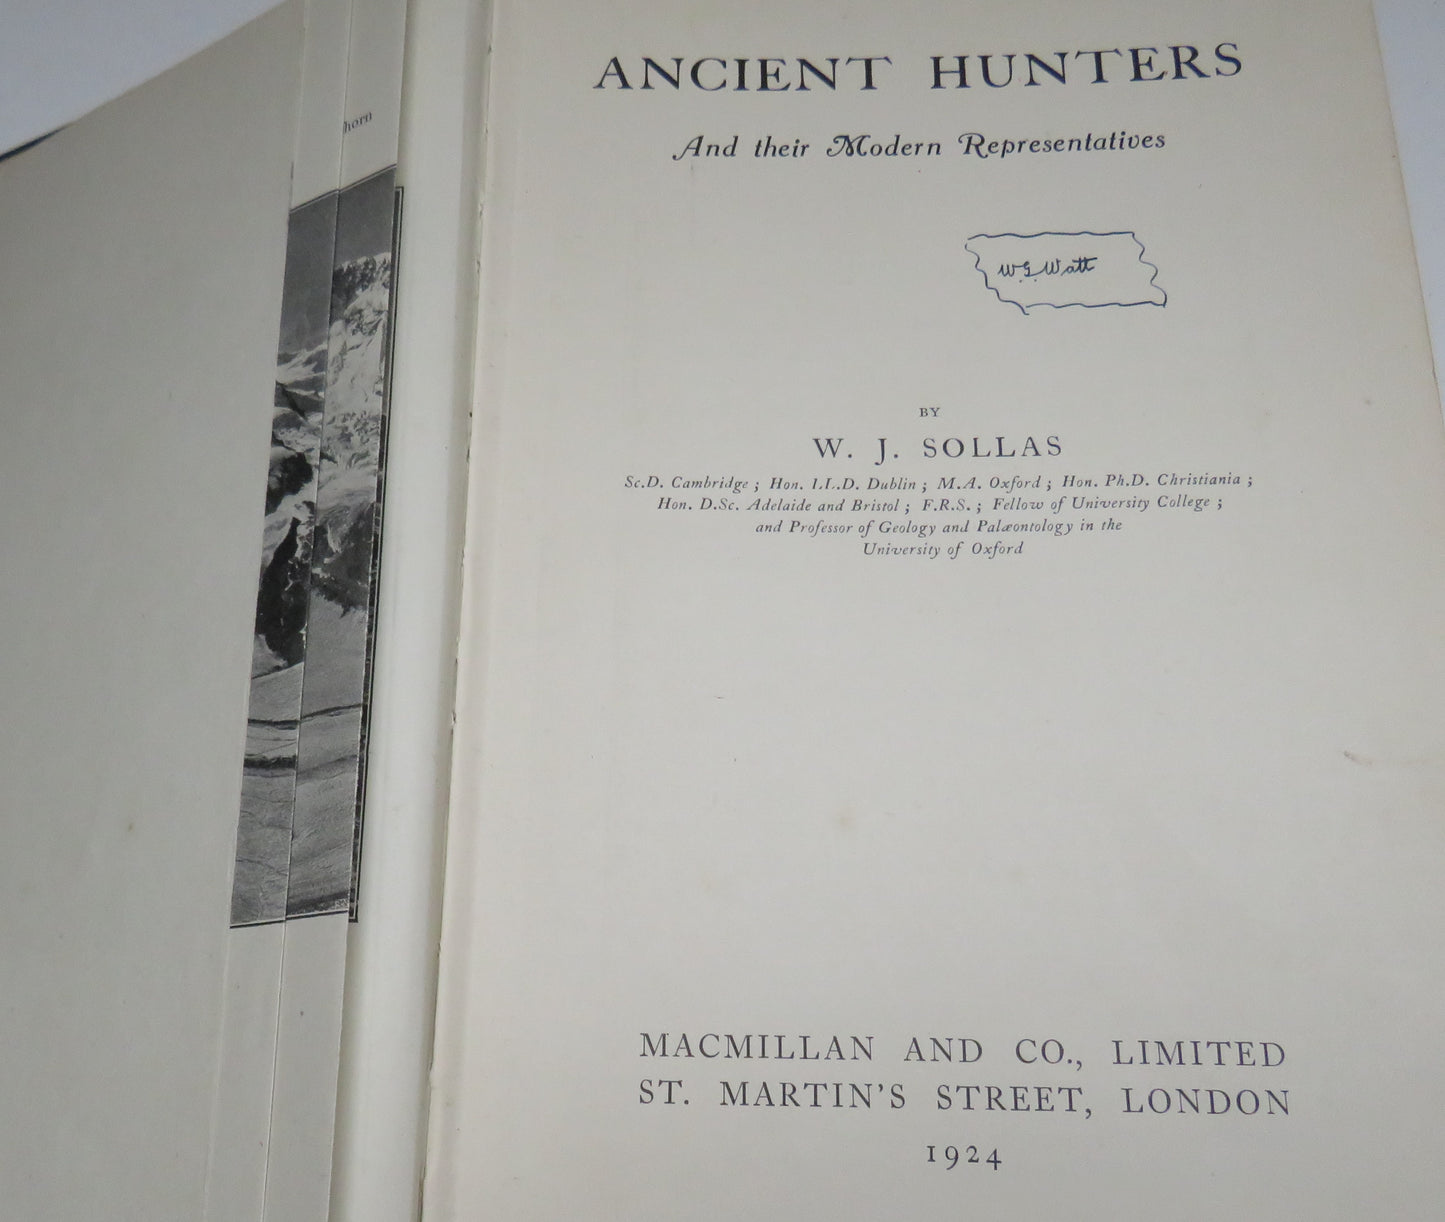 horn
ANCIENT HUNTERS
And their Modern Representatives
W G Watt
BY
W. J. SOLLAS
Sc.D. Cambridge ; Hon. LL.D. Dublin ; M.A. Oxford ; Hon. Ph.D. Christiania ;
Hon. D.Sc. Adelaide and Bristol ; F.R.S. ; Fellow of University College ;
and Professor of Geology and Palæontology in the
University of Oxford
MACMILLAN AND CO., LIMITED
ST. MARTIN'S STREET, LONDON
1924